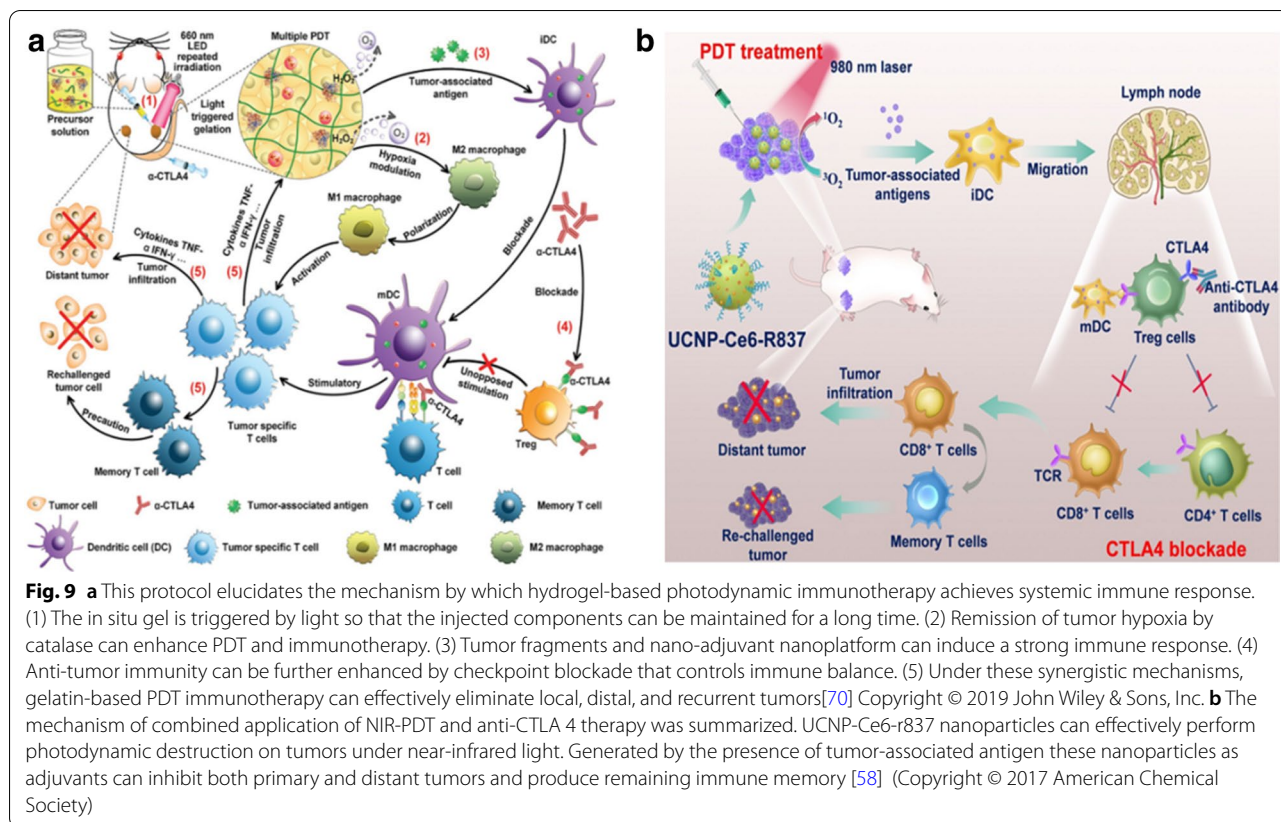 a
660 nm
LED
repeated
irradiation
Multiple PDT
O₂
H₂O₂
(3)
Tumor-associated
antigen
iDC
(1)
Precursor
solution
Light
triggered
gelation
α-CTLA4
H₂O₂
O₂
(2)
Hypoxia
modulation
M2 macrophage
M1 macrophage
Polarization
Activation
Cytokines TNF-
α IFN-γ ...
Tumor
infiltration
(5)
Distant tumor
Cytokines TNF-
α IFN-γ ...
Tumor
infiltration
(5)
Blockade
α-CTLA4
Blockade
(4)
mDC
Rechallenged
tumor cell
(5)
Precaution
Memory T cell
Tumor specific
T cells
Stimulatory
Unopposed
stimulation
α-CTLA4
α-CTLA4
Treg
T cell
Tumor cell
α-CTLA4
Tumor-associated antigen
T cell
Memory T cell
Dendritic cell (DC)
Tumor specific T cell
M1 macrophage
M2 macrophage
b
PDT treatment
980 nm laser
¹O₂
³O₂
Tumor-associated
antigens
iDC
Migration
Lymph node
UCNP-Ce6-R837
CTLA4
Anti-CTLA4
antibody
mDC
Treg cells
Tumor
infiltration
Distant tumor
CD8⁺ T cells
TCR
CD8⁺ T cells
CD4⁺ T cells
Re-challenged
tumor
Memory T cells
CTLA4 blockade
Fig. 9 a This protocol elucidates the mechanism by which hydrogel-based photodynamic immunotherapy achieves systemic immune response.
(1) The in situ gel is triggered by light so that the injected components can be maintained for a long time. (2) Remission of tumor hypoxia by
catalase can enhance PDT and immunotherapy. (3) Tumor fragments and nano-adjuvant nanoplatform can induce a strong immune response. (4)
Anti-tumor immunity can be further enhanced by checkpoint blockade that controls immune balance. (5) Under these synergistic mechanisms,
gelatin-based PDT immunotherapy can effectively eliminate local, distal, and recurrent tumors[70] Copyright © 2019 John Wiley & Sons, Inc. b The
mechanism of combined application of NIR-PDT and anti-CTLA 4 therapy was summarized. UCNP-Ce6-r837 nanoparticles can effectively perform
photodynamic destruction on tumors under near-infrared light. Generated by the presence of tumor-associated antigen these nanoparticles as
adjuvants can inhibit both primary and distant tumors and produce remaining immune memory [58] (Copyright © 2017 American Chemical
Society)